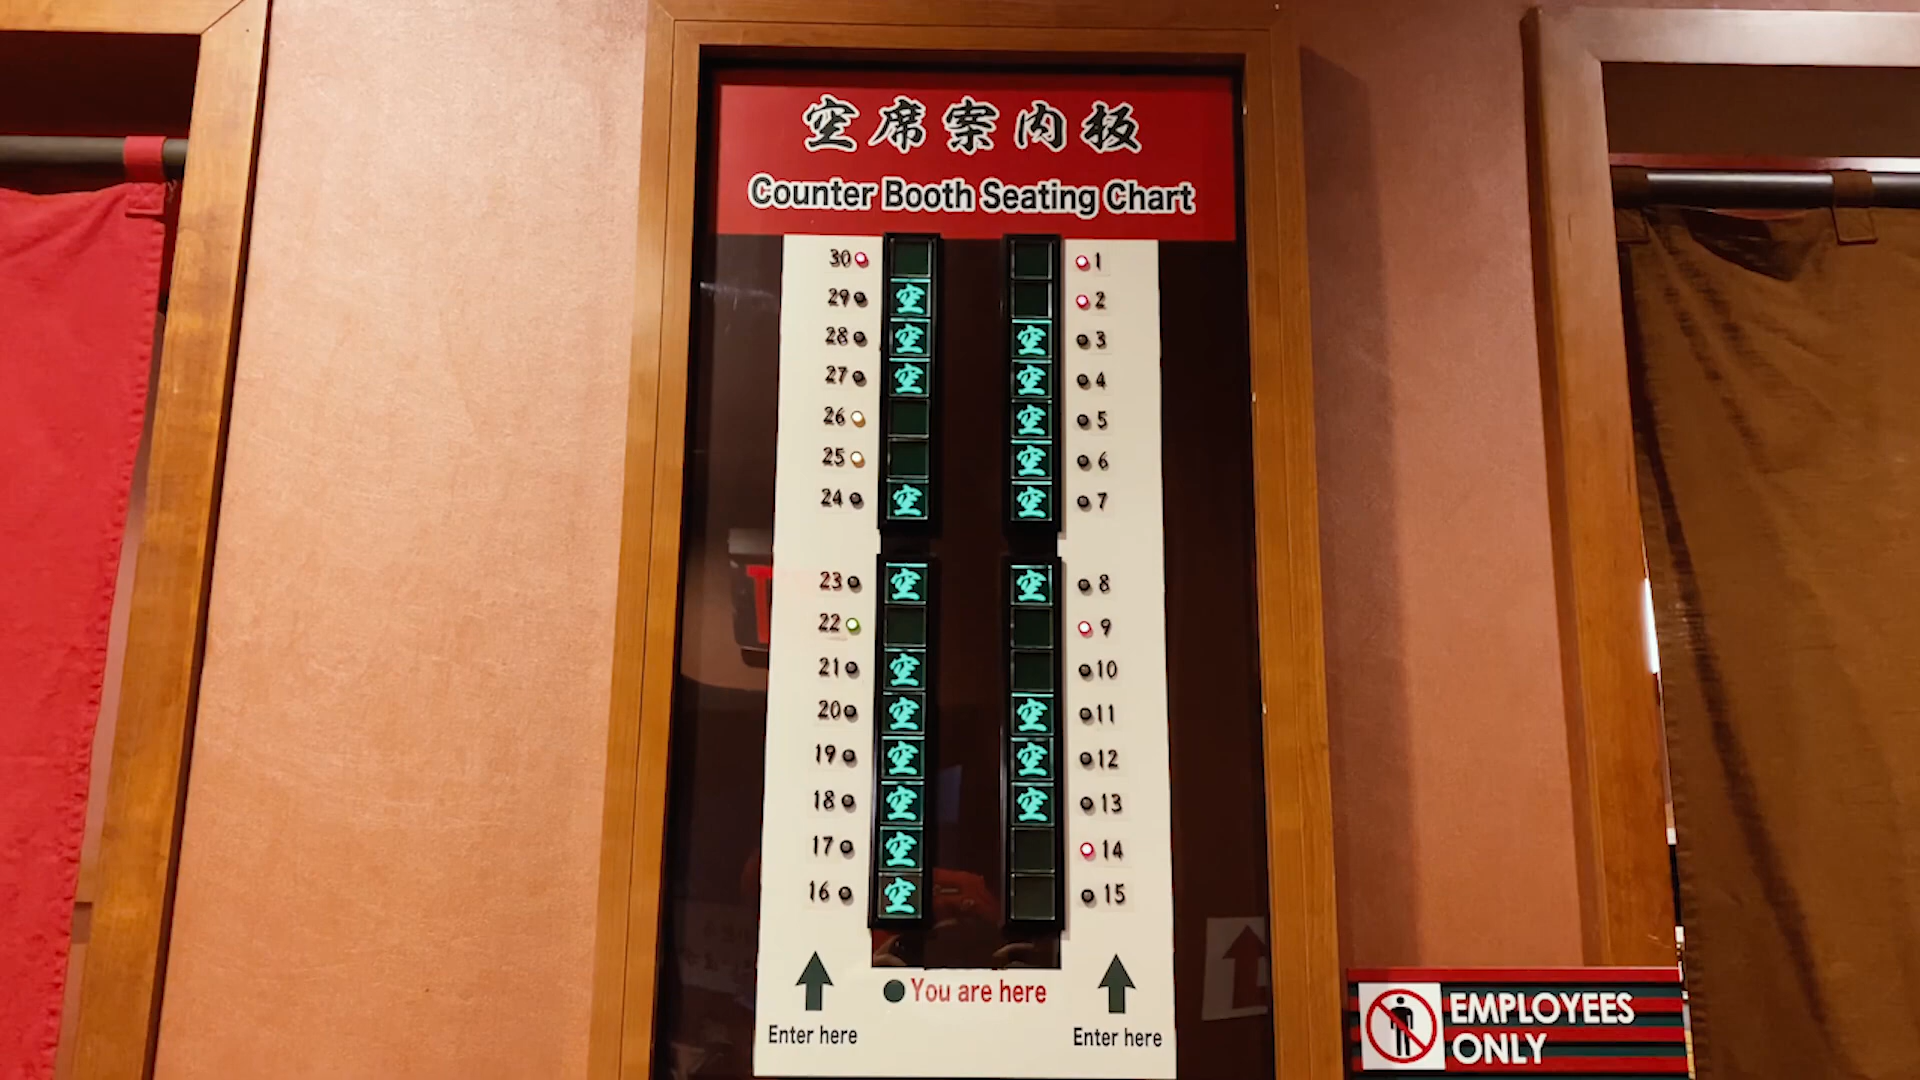 空席案内板
Counter Booth Seating Chart
30 1
29 空 2
28 空 空 3
27 空 空 4
26 空 5
25 空 6
24 空 空 7
23 空 空 8
22 9
21 空 10
20 空 空 11
19 空 空 12
18 空 空 13
17 空 14
16 空 15
You are here
Enter here Enter here
EMPLOYEES
ONLY